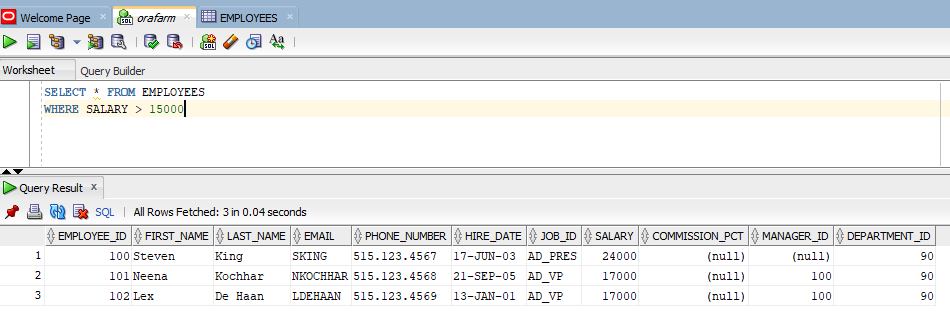 Welcome Page orafarm EMPLOYEES
SQL Aa
Worksheet Query Builder
SELECT * FROM EMPLOYEES
WHERE SALARY > 15000
Query Result x
SQL | All Rows Fetched: 3 in 0.04 seconds
EMPLOYEE_ID FIRST_NAME LAST_NAME EMAIL PHONE_NUMBER HIRE_DATE JOB_ID SALARY COMMISSION_PCT MANAGER_ID DEPARTMENT_ID
1 100 Steven King SKING 515.123.4567 17-JUN-03 AD_PRES 24000 (null) (null) 90
2 101 Neena Kochhar NKOCHHAR 515.123.4568 21-SEP-05 AD_VP 17000 (null) 100 90
3 102 Lex De Haan LDEHAAN 515.123.4569 13-JAN-01 AD_VP 17000 (null) 100 90